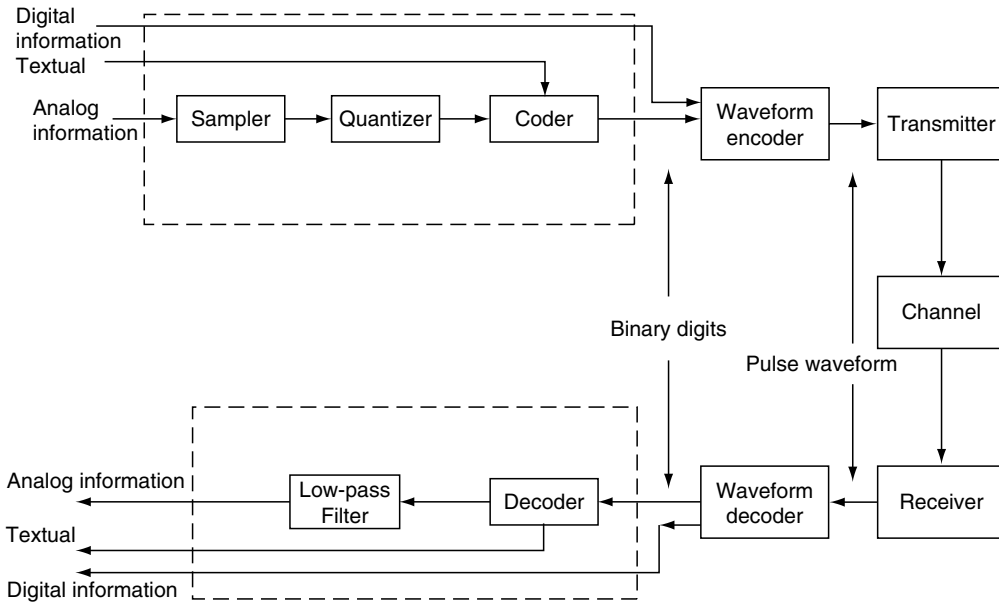 Digital
information
Textual
Analog
information
Sampler
Quantizer
Coder
Waveform
encoder
Transmitter
Channel
Binary digits
Pulse waveform
Analog information
Low-pass
Filter
Decoder
Waveform
decoder
Receiver
Textual
Digital information